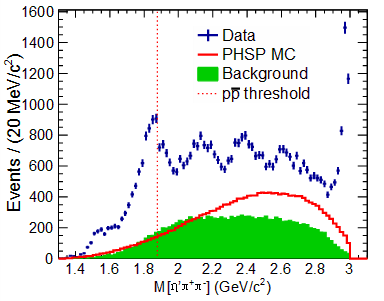 1600
1400
1200
1000
800
600
400
200
0
Events / (20 MeV/c²)
Data
PHSP MC
Background
pp̅ threshold
1.4 1.6 1.8 2 2.2 2.4 2.6 2.8 3
M[η'π⁺π⁻] (GeV/c²)